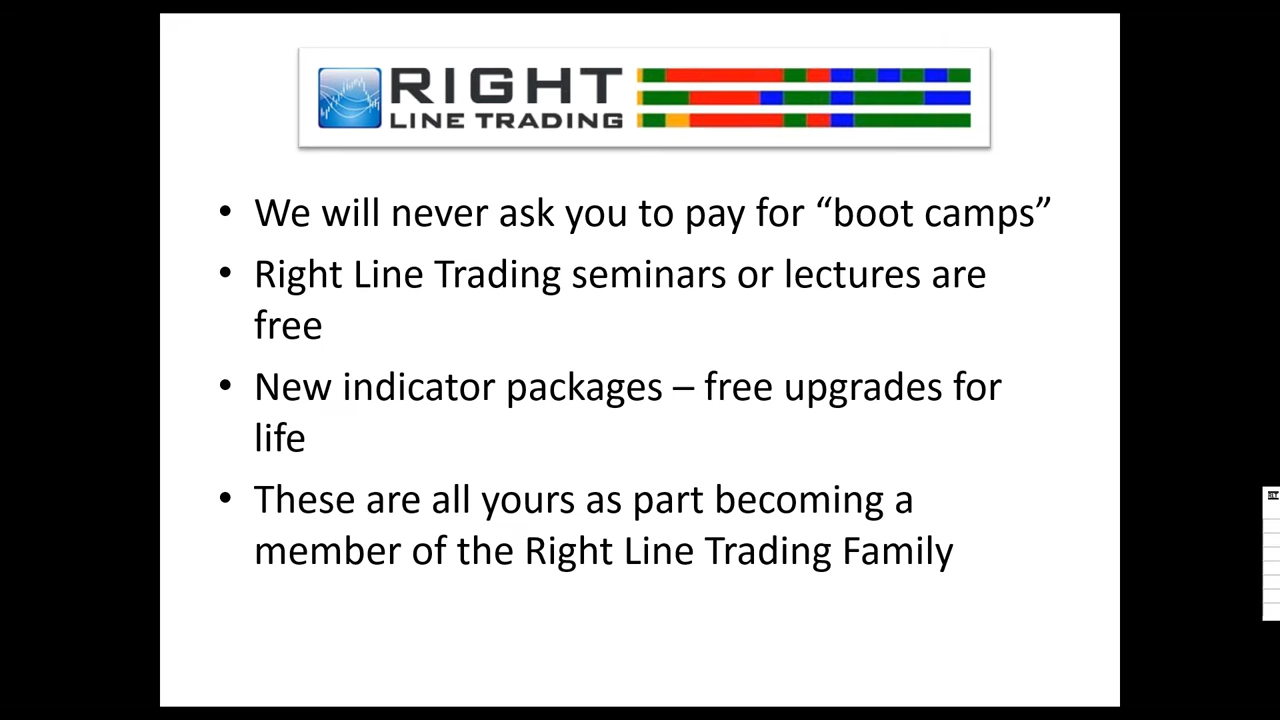 RIGHT
LINE TRADING
• We will never ask you to pay for “boot camps”
• Right Line Trading seminars or lectures are
free
• New indicator packages – free upgrades for
life
• These are all yours as part becoming a
member of the Right Line Trading Family